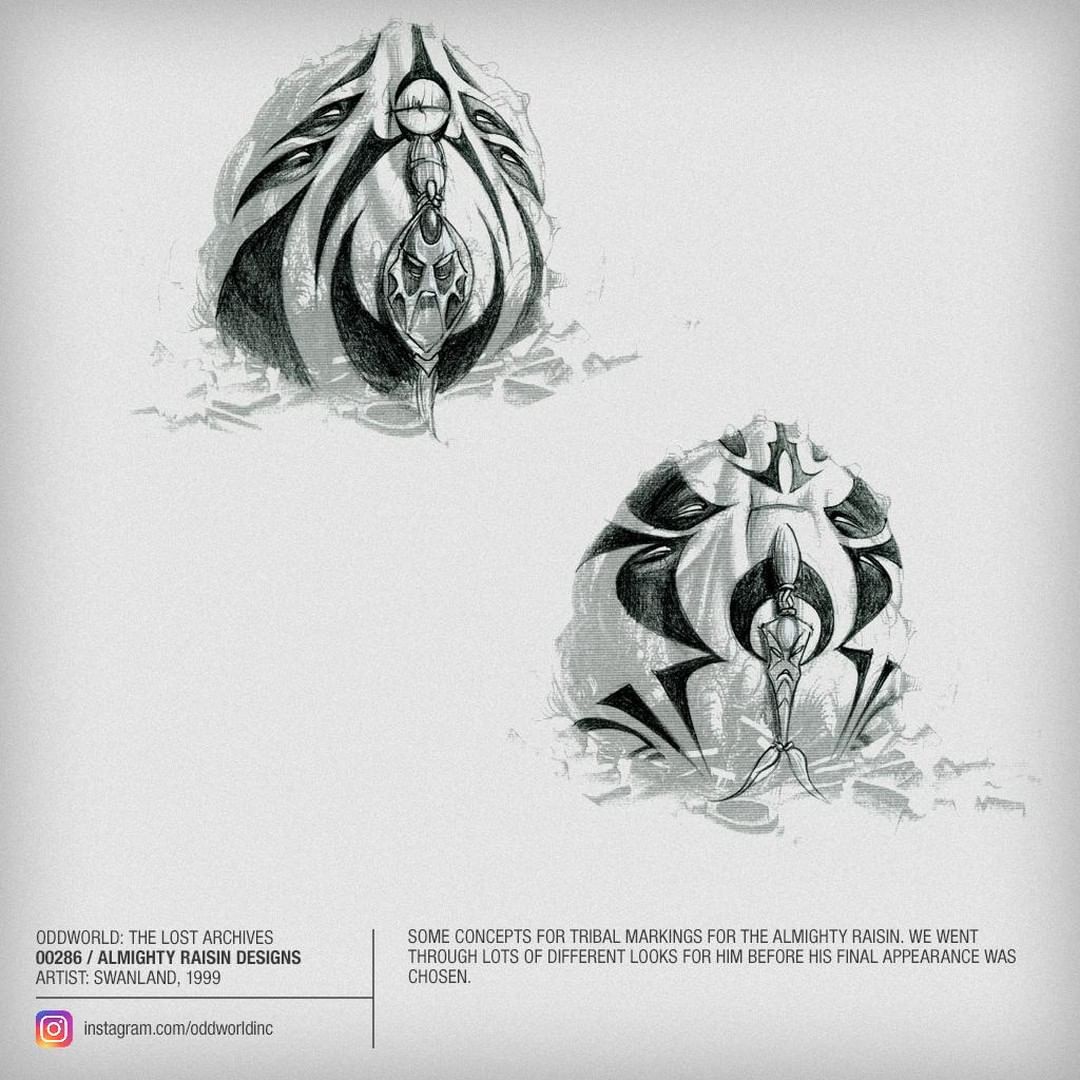 ODDWORLD: THE LOST ARCHIVES
00286 / ALMIGHTY RAISIN DESIGNS
ARTIST: SWANLAND, 1999
instagram.com/oddworldinc
SOME CONCEPTS FOR TRIBAL MARKINGS FOR THE ALMIGHTY RAISIN. WE WENT
THROUGH LOTS OF DIFFERENT LOOKS FOR HIM BEFORE HIS FINAL APPEARANCE WAS
CHOSEN.